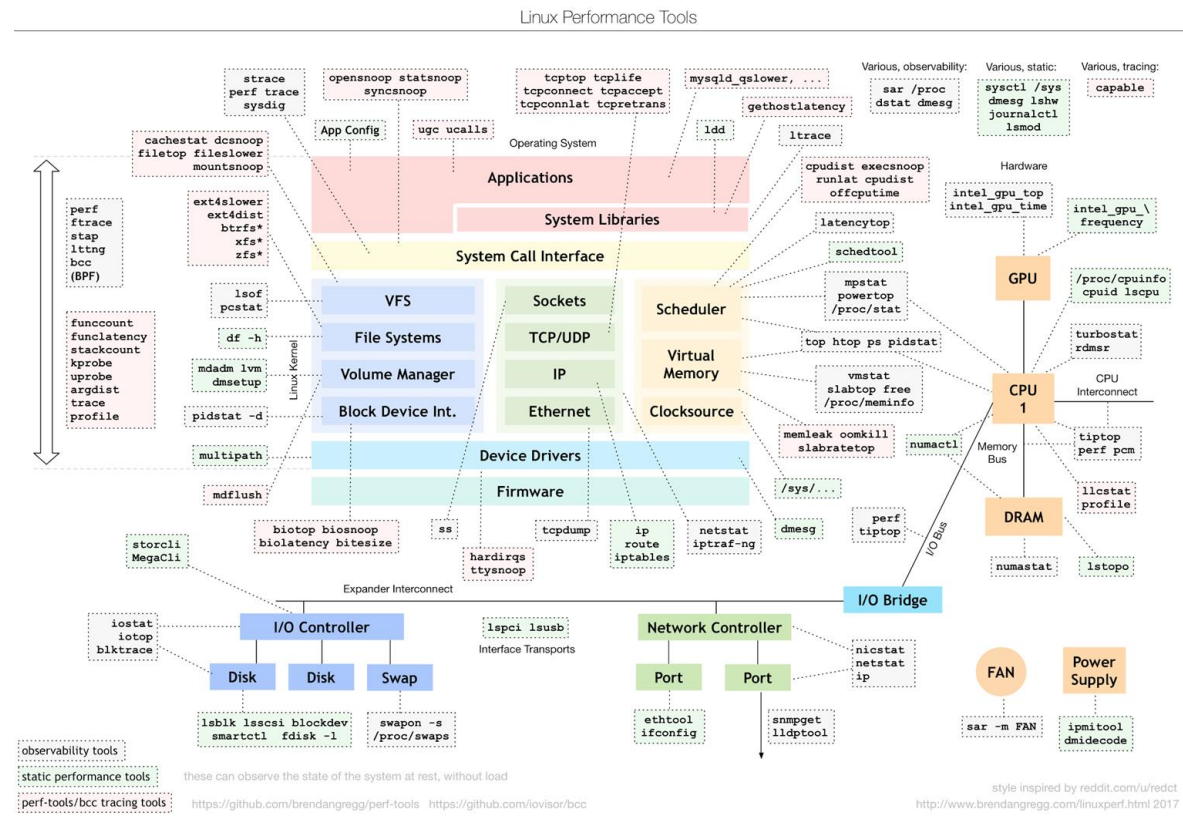 Linux Performance Tools
strace
perf trace
sysdig
opensnoop statsnoop
syncsnoop
tcptop tcplife
tcpconnect tcpaccept
tcpconnlat tcpretrans
mysqld_qslower, ...
gethostlatency
Various, observability:
sar /proc
dstat dmesg
Various, static:
sysctl /sys
dmesg lshw
journalctl
lsmod
Various, tracing:
capable
App Config
ugc ucalls
ldd
ltrace
Operating System
cachestat dcsnoop
filetop fileslower
mountsnoop
Applications
System Libraries
System Call Interface
cpudist execsnoop
runlat cpudist
offcputime
Hardware
intel_gpu_top
intel_gpu_time
intel_gpu_\
frequency
perf
ftrace
stap
lttng
bcc
(BPF)
ext4slower
ext4dist
btrfs*
xfs*
zfs*
latencytop
schedtool
mpstat
powertop
/proc/stat
GPU
/proc/cpuinfo
cpuid lscpu
lsof
pcstat
VFS
Sockets
Scheduler
funccount
funclatency
stackcount
kprobe
uprobe
argdist
trace
profile
df -h
File Systems
TCP/UDP
top htop ps pidstat
turbostat
rdmsr
Linux Kernel
mdadm lvm
dmsetup
Volume Manager
IP
Virtual
Memory
vmstat
slabtop free
/proc/meminfo
CPU
1
CPU
Interconnect
pidstat -d
Block Device Int.
Ethernet
Clocksource
memleak oomkill
slabratetop
numactl
Memory
Bus
tiptop
perf pcm
multipath
Device Drivers
/sys/...
llcstat
profile
mdflush
Firmware
DRAM
perf
tiptop
I/O Bus
biotop biosnoop
biolatency bitesize
ss
hardirqs
ttysnoop
tcpdump
ip
route
iptables
netstat
iptraf-ng
dmesg
numastat
lstopo
storcli
MegaCli
Expander Interconnect
I/O Bridge
iostat
iotop
blktrace
I/O Controller
lspci lsusb
Interface Transports
Network Controller
nicstat
netstat
ip
Disk
Disk
Swap
Port
Port
FAN
Power
Supply
lsblk lsscsi blockdev
smartctl fdisk -l
swapon -s
/proc/swaps
ethtool
ifconfig
snmpget
lldptool
sar -m FAN
ipmitool
dmidecode
observability tools
static performance tools
these can observe the state of the system at rest, without load
perf-tools/bcc tracing tools
https://github.com/brendangregg/perf-tools https://github.com/iovisor/bcc
style inspired by reddit.com/u/redct
http://www.brendangregg.com/linuxperf.html 2017